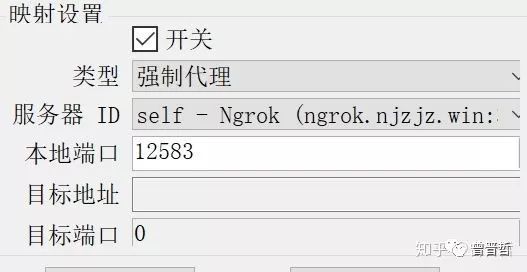 映射设置
开关
类型 强制代理
服务器 ID self - Ngrok (ngrok.njzjz.win:
本地端口 12583
目标地址
目标端口 0
知乎 曾晋哲